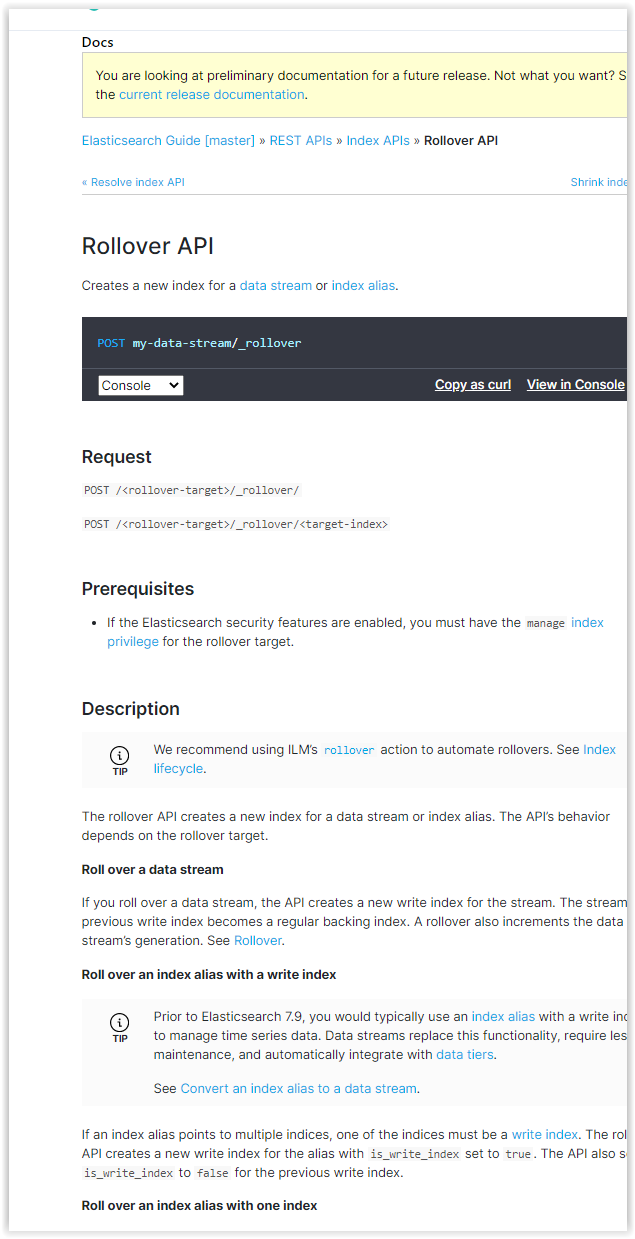 Docs
You are looking at preliminary documentation for a future release. Not what you want? S
the current release documentation.
Elasticsearch Guide [master] » REST APIs » Index APIs » Rollover API
« Resolve index API
Shrink inde
Rollover API
Creates a new index for a data stream or index alias.
POST my-data-stream/_rollover
Console
Copy as curl
View in Console
Request
POST /<rollover-target>/_rollover/
POST /<rollover-target>/_rollover/<target-index>
Prerequisites
• If the Elasticsearch security features are enabled, you must have the manage index
privilege for the rollover target.
Description
TIP
We recommend using ILM’s rollover action to automate rollovers. See Index
lifecycle.
The rollover API creates a new index for a data stream or index alias. The API’s behavior
depends on the rollover target.
Roll over a data stream
If you roll over a data stream, the API creates a new write index for the stream. The stream
previous write index becomes a regular backing index. A rollover also increments the data
stream’s generation. See Rollover.
Roll over an index alias with a write index
TIP
Prior to Elasticsearch 7.9, you would typically use an index alias with a write ind
to manage time series data. Data streams replace this functionality, require les
maintenance, and automatically integrate with data tiers.
See Convert an index alias to a data stream.
If an index alias points to multiple indices, one of the indices must be a write index. The rol
API creates a new write index for the alias with is_write_index set to true. The API also s
is_write_index to false for the previous write index.
Roll over an index alias with one index